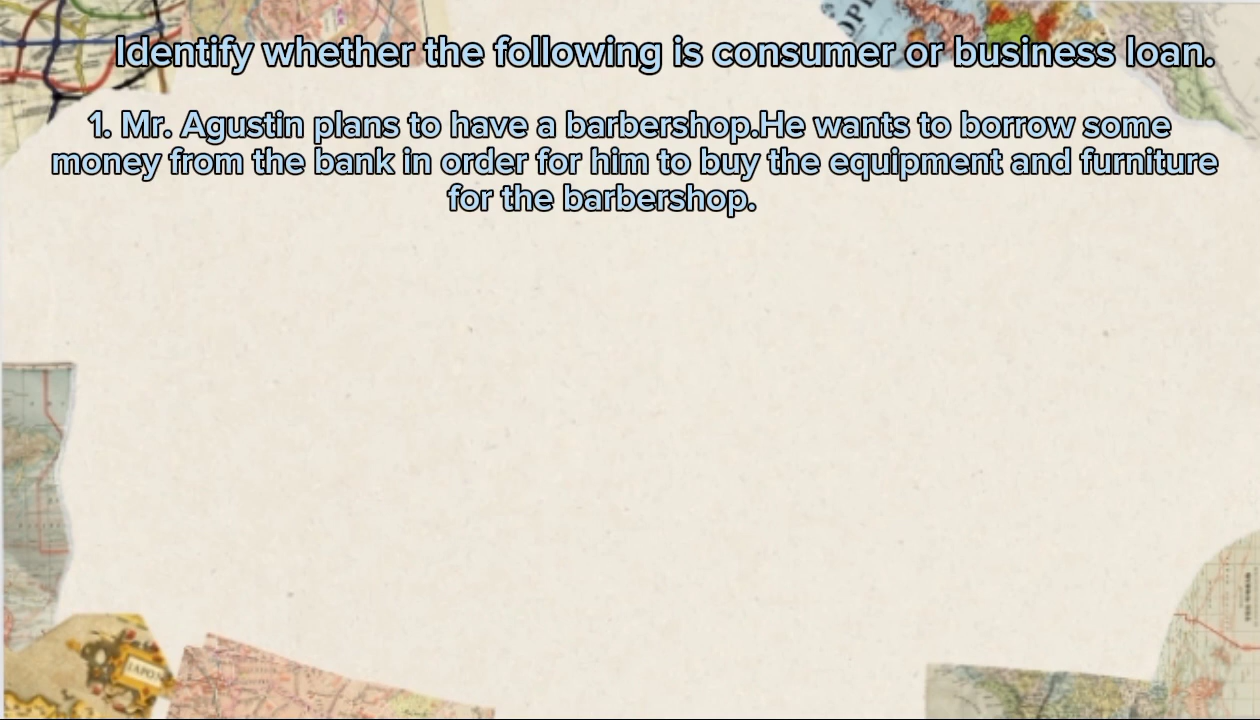 Identify whether the following is consumer or business loan.
1. Mr. Agustin plans to have a barbershop.He wants to borrow some
money from the bank in order for him to buy the equipment and furniture
for the barbershop.
JAPON